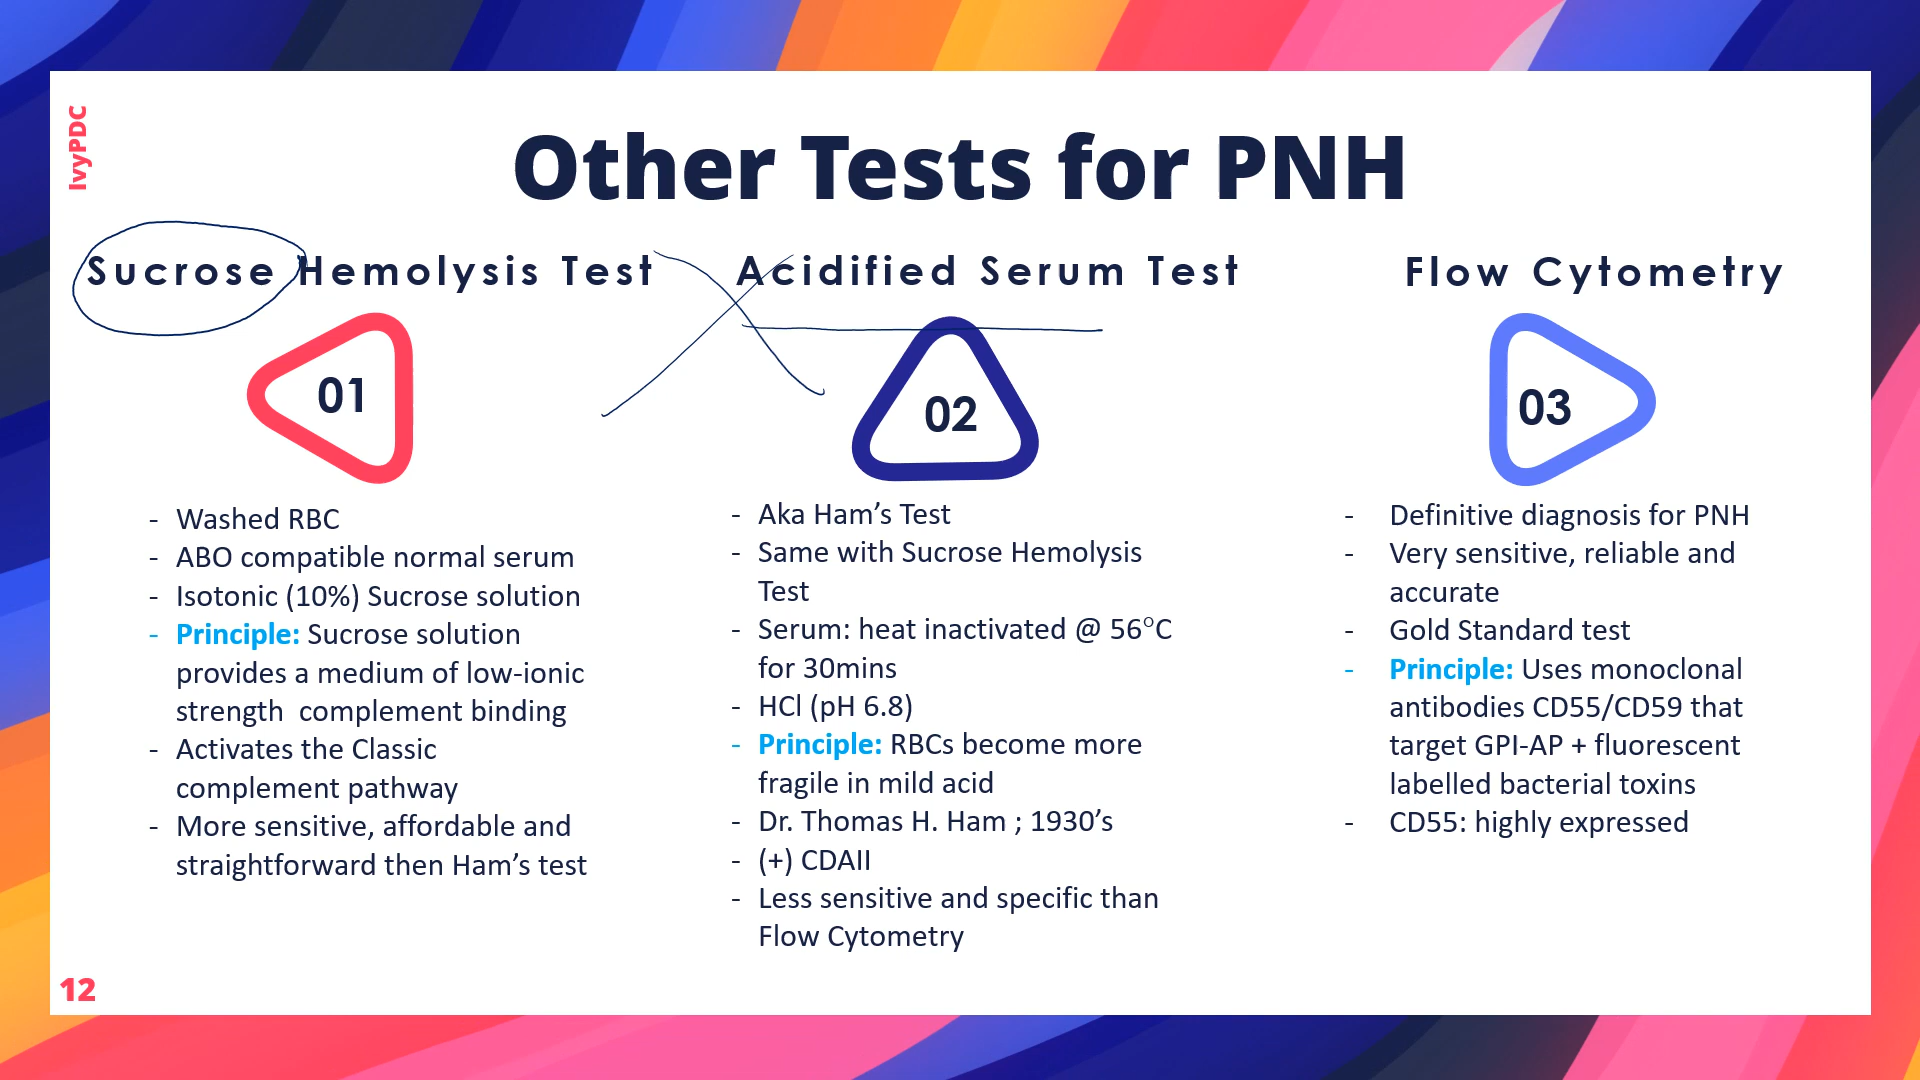 IvyPDC
Other Tests for PNH
Sucrose Hemolysis Test
01
- Washed RBC
- ABO compatible normal serum
- Isotonic (10%) Sucrose solution
- Principle: Sucrose solution
provides a medium of low-ionic
strength  complement binding
- Activates the Classic
complement pathway
- More sensitive, affordable and
straightforward then Ham’s test
Acidified Serum Test
02
- Aka Ham’s Test
- Same with Sucrose Hemolysis
Test
- Serum: heat inactivated @ 56°C
for 30mins
- HCl (pH 6.8)
- Principle: RBCs become more
fragile in mild acid
- Dr. Thomas H. Ham ; 1930’s
- (+) CDAII
- Less sensitive and specific than
Flow Cytometry
Flow Cytometry
03
- Definitive diagnosis for PNH
- Very sensitive, reliable and
accurate
- Gold Standard test
- Principle: Uses monoclonal
antibodies CD55/CD59 that
target GPI-AP + fluorescent
labelled bacterial toxins
- CD55: highly expressed
12